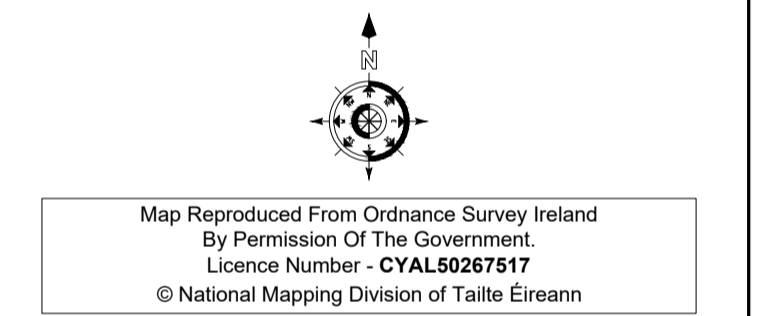 N
Map Reproduced From Ordnance Survey Ireland
By Permission Of The Government.
Licence Number - CYAL50267517
© National Mapping Division of Tailte Éireann